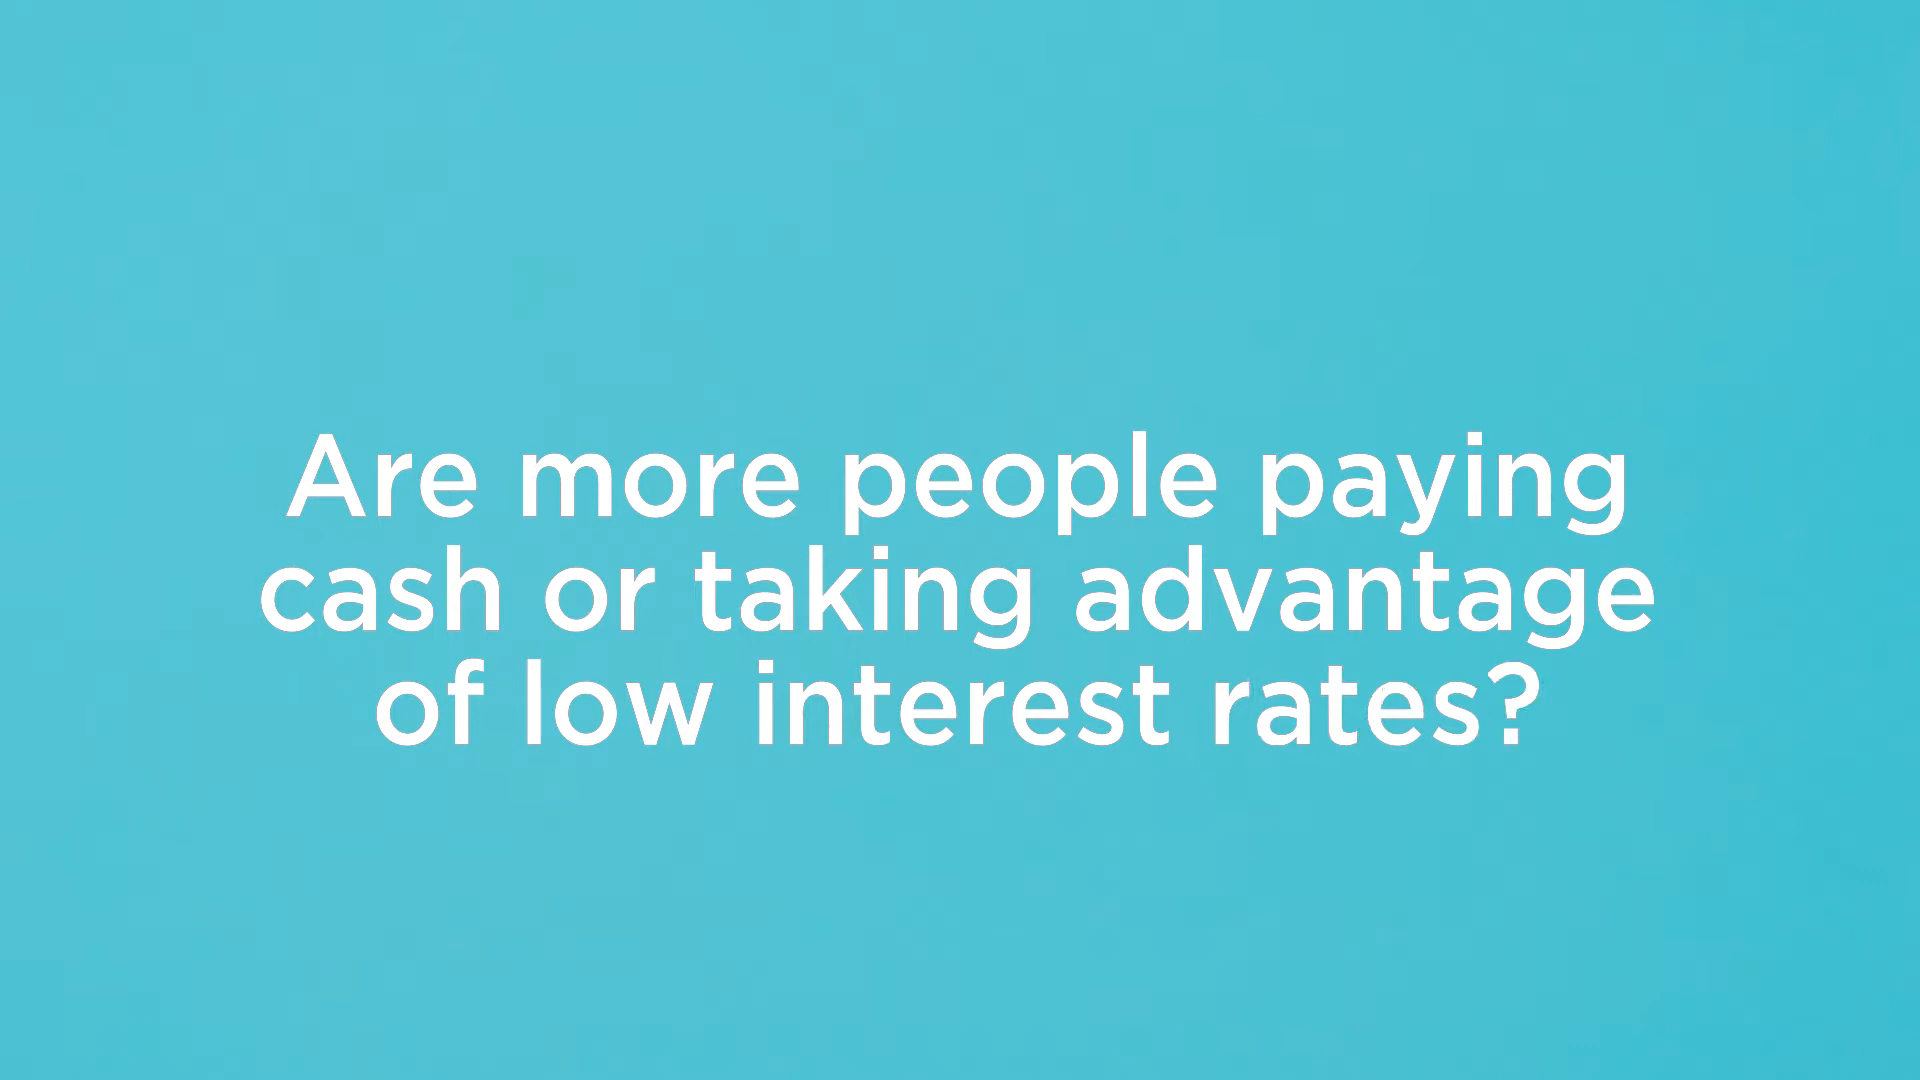 Are more people paying
cash or taking advantage
of low interest rates?